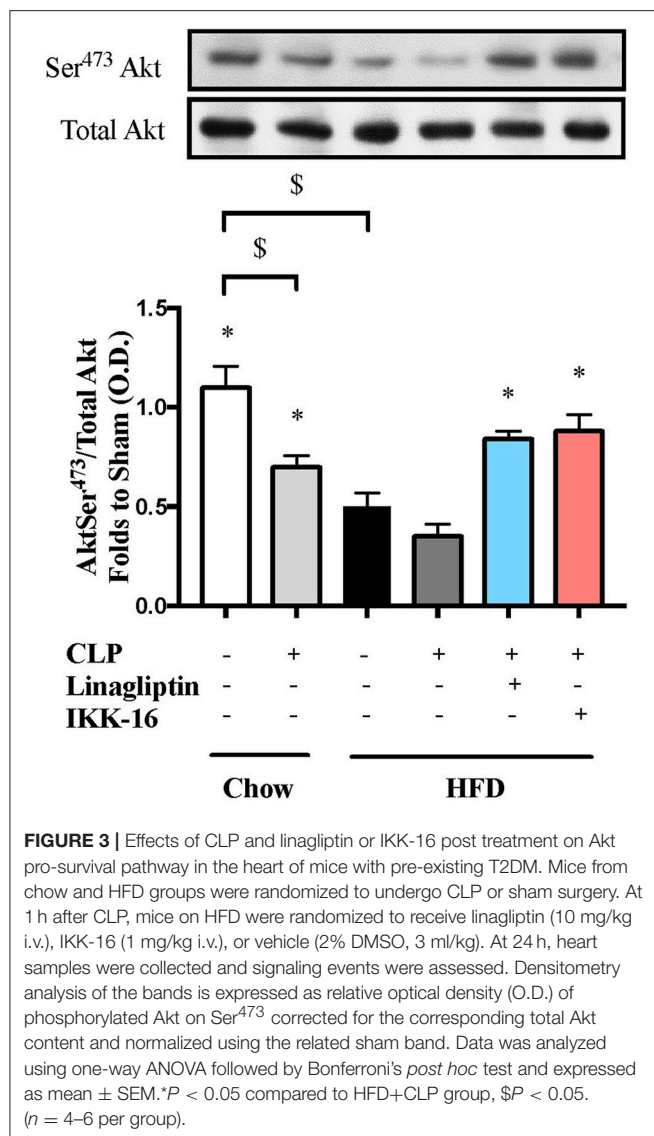 Ser473 Akt
Total Akt
$
$
1.5
1.0
0.5
0.0
AktSer473/Total Akt
Folds to Sham (O.D.)
* * * *
CLP - + - + + +
Linagliptin - - - - + -
IKK-16 - - - - - +
Chow HFD
FIGURE 3 | Effects of CLP and linagliptin or IKK-16 post treatment on Akt
pro-survival pathway in the heart of mice with pre-existing T2DM. Mice from
chow and HFD groups were randomized to undergo CLP or sham surgery. At
1 h after CLP, mice on HFD were randomized to receive linagliptin (10 mg/kg
i.v.), IKK-16 (1 mg/kg i.v.), or vehicle (2% DMSO, 3 ml/kg). At 24 h, heart
samples were collected and signaling events were assessed. Densitometry
analysis of the bands is expressed as relative optical density (O.D.) of
phosphorylated Akt on Ser473 corrected for the corresponding total Akt
content and normalized using the related sham band. Data was analyzed
using one-way ANOVA followed by Bonferroni's post hoc test and expressed
as mean ± SEM.*P < 0.05 compared to HFD+CLP group, $P < 0.05.
(n = 4–6 per group).